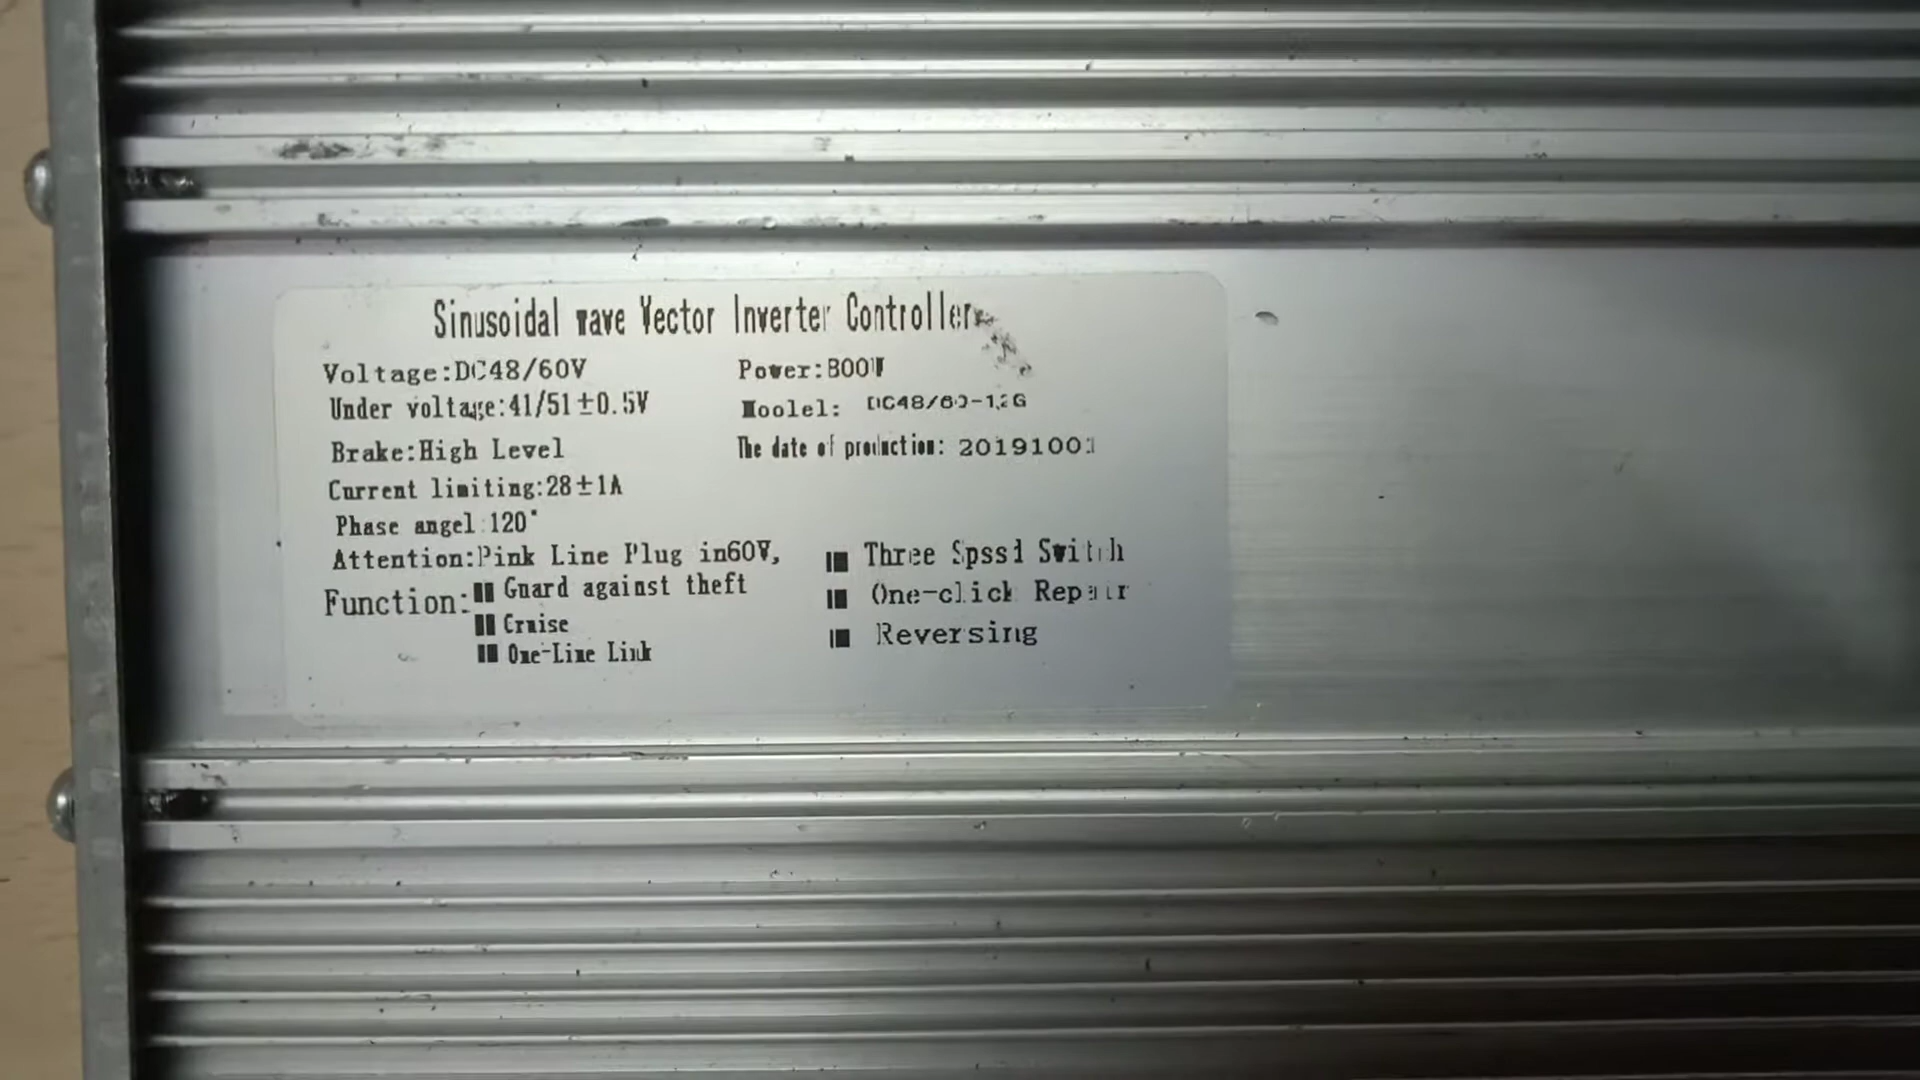 Sinusoidal wave Vector Inverter Controller
Voltage:DC48/60V
Power:800W
Under voltage:41/51±0.5V
Moolel: DC48/60-12G
Brake:High Level
The date of production: 20191001
Current limiting:28±1A
Phase angel:120°
Attention:Pink Line Plug in60V,
Function:
Guard against theft
Cruise
One-Line Link
Three Spssd Switch
One-click Repair
Reversing